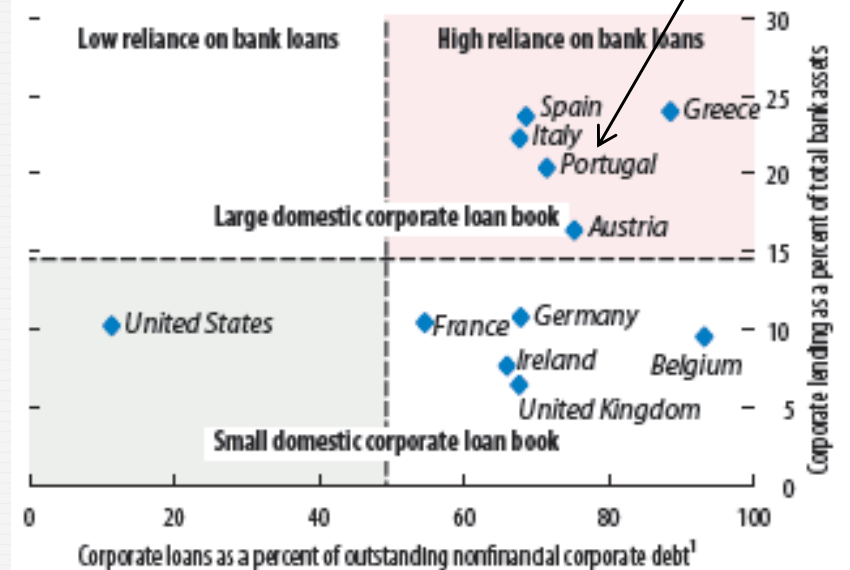 30
Low reliance on bank loans
High reliance on bank loans
25
Spain
Greece
Italy
Portugal
20
Large domestic corporate loan book
Austria
15
United States
France
Germany
10
Ireland
Belgium
United Kingdom
5
Small domestic corporate loan book
0
0 20 40 60 80 100
Corporate loans as a percent of outstanding nonfinancial corporate debt¹
Corporate lending as a percent of total bank assets